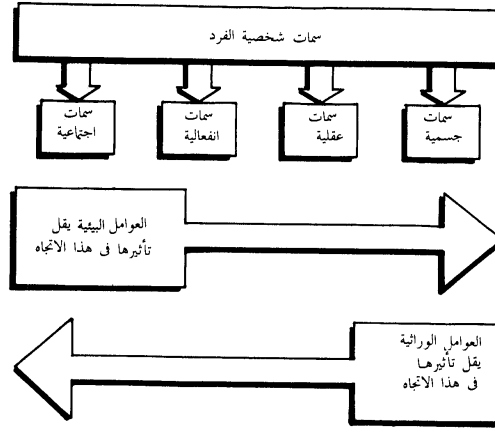 سمات شخصية الفرد
سمات
جسمية
سمات
عقلية
سمات
انفعالية
سمات
اجتماعية
العوامل البيئية يقل
تأثيرها فى هذا الاتجاه
العوامل الوراثية
يقل تأثيرهـا
فى هذا الاتجاه